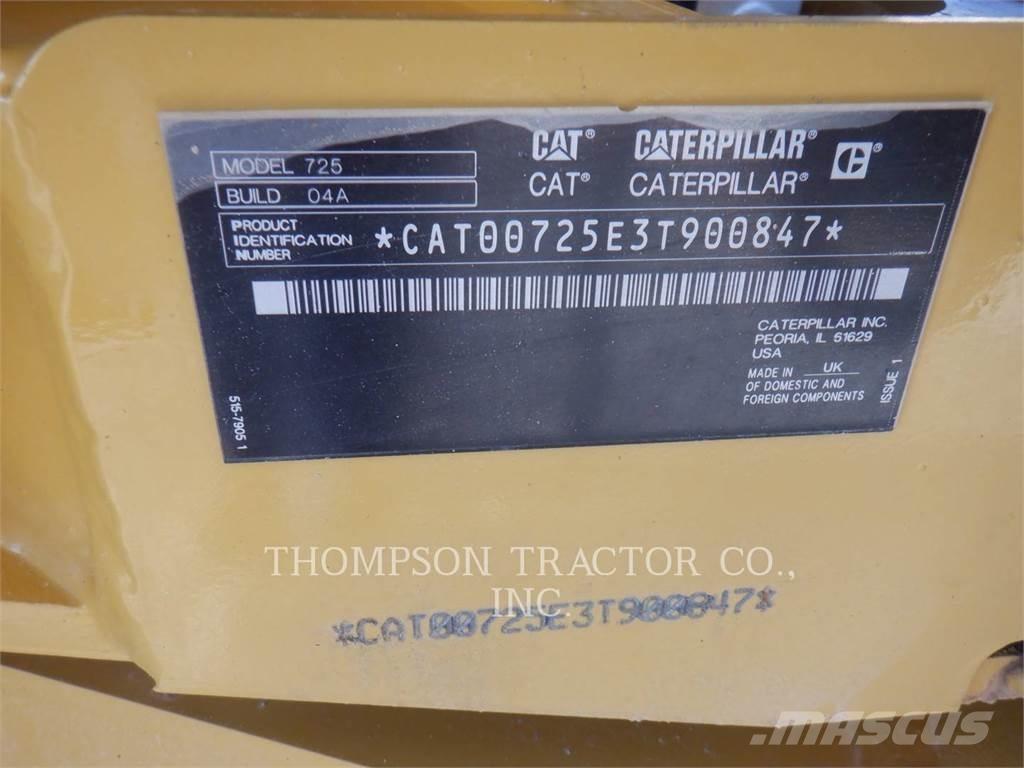 MODEL 725
BUILD 04A
CAT® CATERPILLAR®
CAT® CATERPILLAR®
C®
PRODUCT
IDENTIFICATION
NUMBER
*CAT00725E3T900847*
CATERPILLAR INC.
PEORIA, IL 61629
USA
MADE IN UK
OF DOMESTIC AND
FOREIGN COMPONENTS
ISSUE 1
515-7905 1
THOMPSON TRACTOR CO.,
INC.
*CAT00725E3T900847*
MASCUS